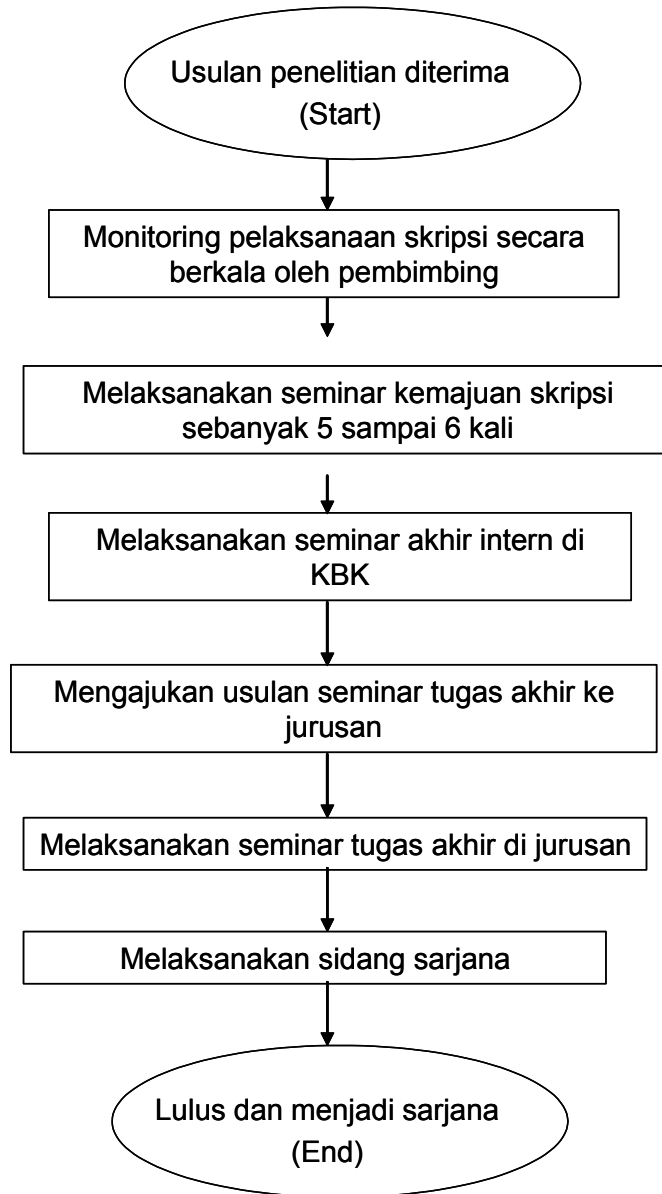 Usulan penelitian diterima
(Start)
Monitoring pelaksanaan skripsi secara
berkala oleh pembimbing
Melaksanakan seminar kemajuan skripsi
sebanyak 5 sampai 6 kali
Melaksanakan seminar akhir intern di
KBK
Mengajukan usulan seminar tugas akhir ke
jurusan
Melaksanakan seminar tugas akhir di jurusan
Melaksanakan sidang sarjana
Lulus dan menjadi sarjana
(End)